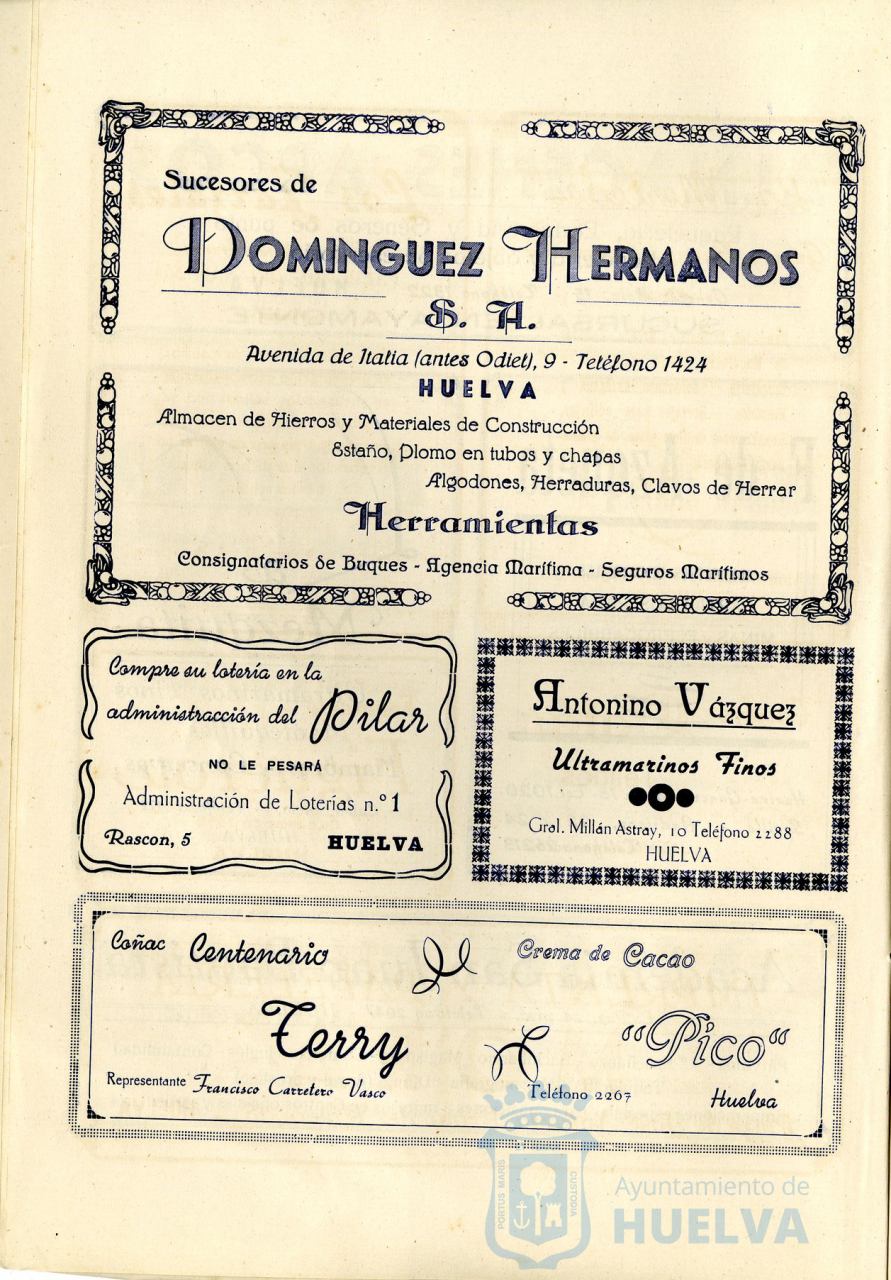 Sucesores de
DOMINGUEZ HERMANOS
S. A.
Avenida de Italia (antes Odiel), 9 - Teléfono 1424
HUELVA
Almacen de Hierros y Materiales de Construcción
Estaño, Plomo en tubos y chapas
Algodones, Herraduras, Clavos de Herrar
Herramientas
Consignatarios de Buques - Agencia Marítima - Seguros Marítimos
Compre su lotería en la
administracción del Pilar
NO LE PESARÁ
Administración de Loterías n.º 1
Rascon, 5 HUELVA
Antonino Vázquez
Ultramarinos Finos
Gral. Millán Astray, 10 Teléfono 2288
HUELVA
Coñac Centenario
Terry
Crema de Cacao
"Pico"
Representante Francisco Carretero Vasco Teléfono 2267 Huelva
PORTUS MARIS CUSTODIA
Ayuntamiento de
HUELVA